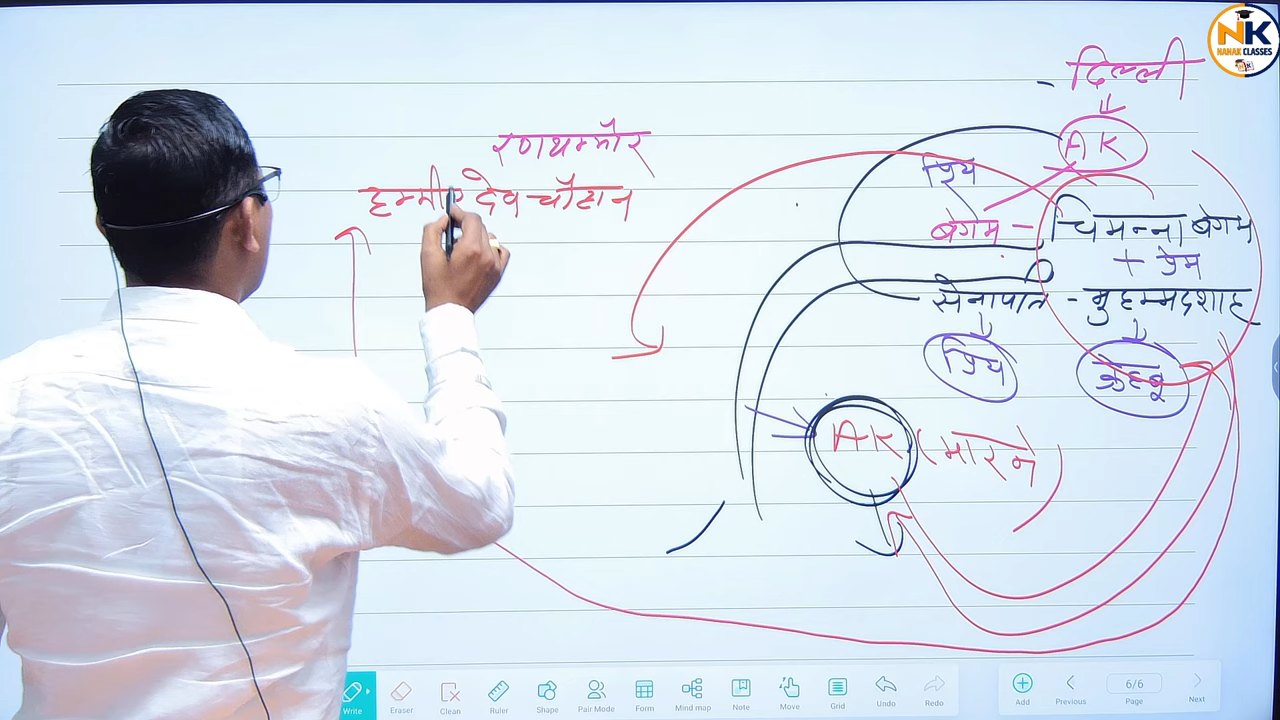 NK
NANAK CLASSES
दिल्ली
AK
रणथम्भौर
हम्मीर देव चौहान
प्रिय
बेगम - चिमन्ना बेगम
+ प्रेम
सेनापति - मुहम्मदशाह
प्रिय
केहब्रू
AK (मारने)
Write
Eraser
Clean
Ruler
Shape
Pair Mode
Form
Mind map
Note
Move
Grid
Undo
Redo
Add
Previous
6/6
Page
Next